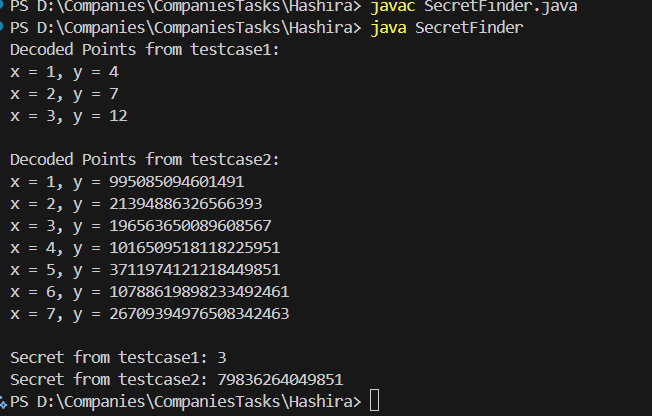 PS D:\Companies\CompaniesTasks\Hashira> javac SecretFinder.java
PS D:\Companies\CompaniesTasks\Hashira> java SecretFinder
Decoded Points from testcase1:
x = 1, y = 4
x = 2, y = 7
x = 3, y = 12
Decoded Points from testcase2:
x = 1, y = 995085094601491
x = 2, y = 21394886326566393
x = 3, y = 196563650089608567
x = 4, y = 1016509518118225951
x = 5, y = 3711974121218449851
x = 6, y = 10788619898233492461
x = 7, y = 26709394976508342463
Secret from testcase1: 3
Secret from testcase2: 79836264049851
PS D:\Companies\CompaniesTasks\Hashira>